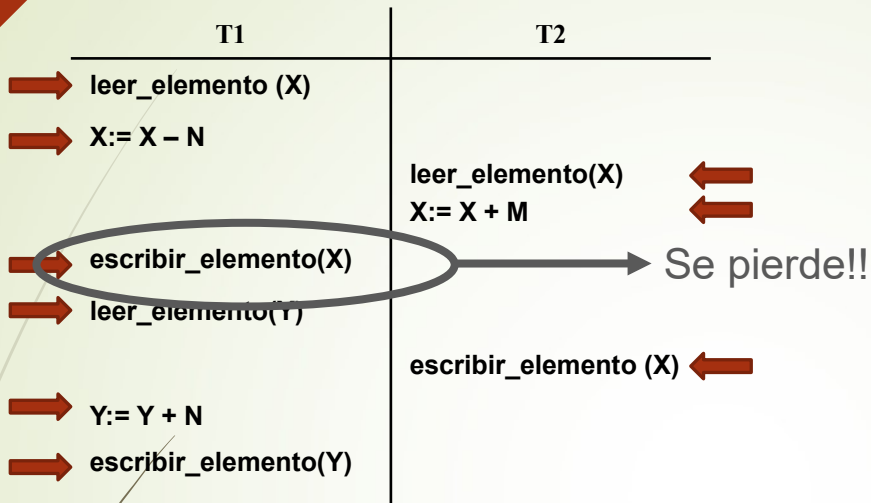 T1 T2
leer_elemento (X)
X:= X – N
leer_elemento(X)
X:= X + M
escribir_elemento(X)
Se pierde!!
leer_elemento(Y)
escribir_elemento (X)
Y:= Y + N
escribir_elemento(Y)